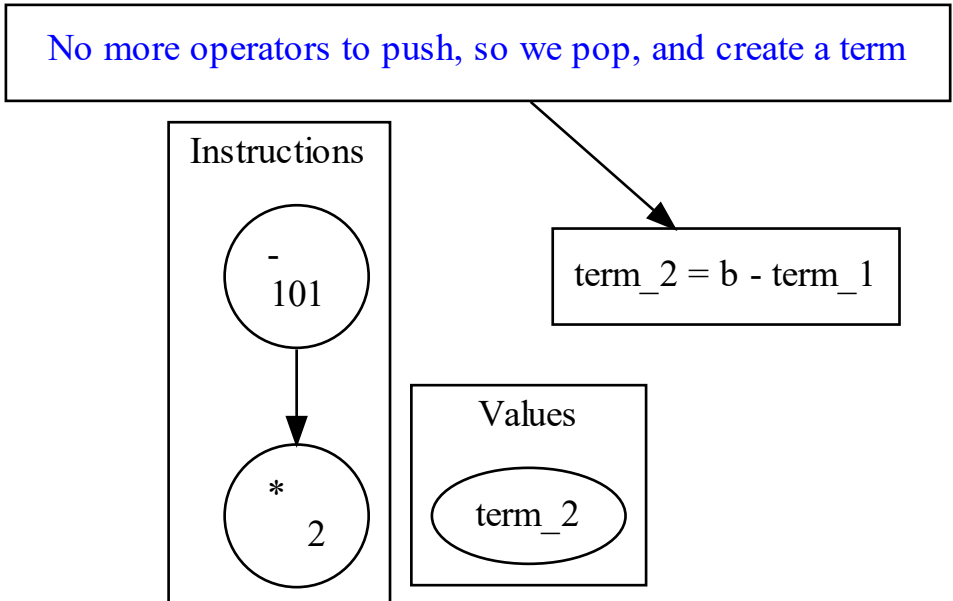 No more operators to push, so we pop, and create a term
Instructions
-
101
term_2 = b - term_1
Values
*
2
term_2